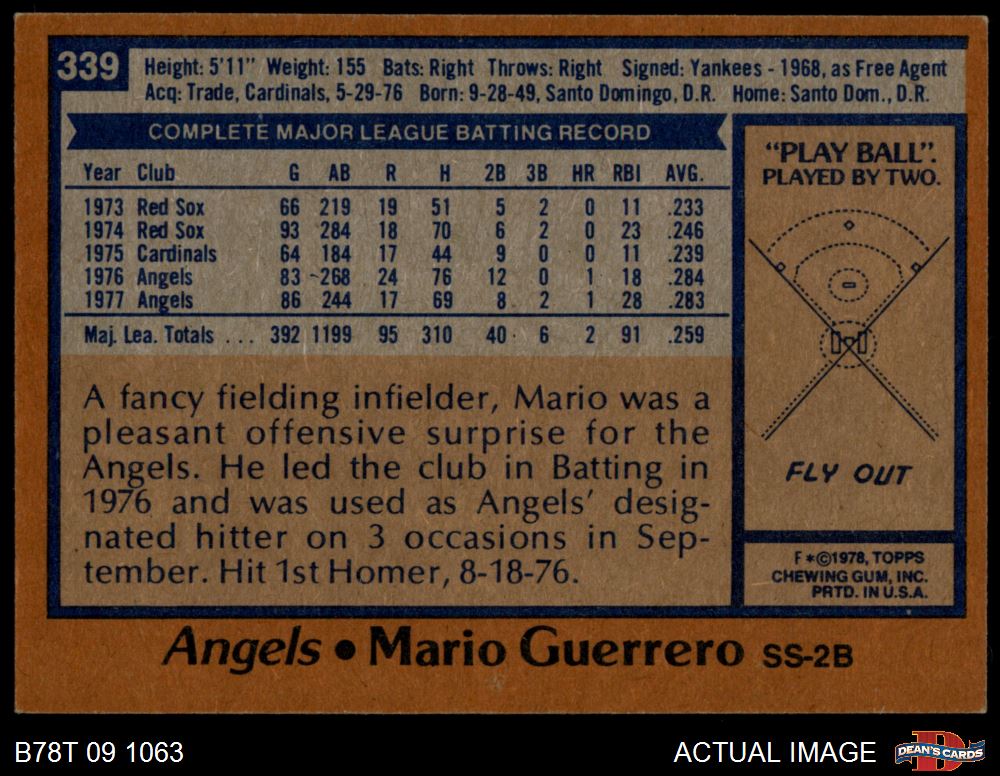 339
Height: 5'11" Weight: 155 Bats: Right Throws: Right Signed: Yankees - 1968, as Free Agent
Acq: Trade, Cardinals, 5-29-76 Born: 9-28-49, Santo Domingo, D.R. Home: Santo Dom., D.R.
COMPLETE MAJOR LEAGUE BATTING RECORD
Year Club G AB R H 2B 3B HR RBI AVG.
1973 Red Sox 66 219 19 51 5 2 0 11 .233
1974 Red Sox 93 284 18 70 6 2 0 23 .246
1975 Cardinals 64 184 17 44 9 0 0 11 .239
1976 Angels 83 268 24 76 12 0 1 18 .284
1977 Angels 86 244 17 69 8 2 1 28 .283
Maj. Lea. Totals . . . 392 1199 95 310 40 6 2 91 .259
A fancy fielding infielder, Mario was a
pleasant offensive surprise for the
Angels. He led the club in Batting in
1976 and was used as Angels' desig-
nated hitter on 3 occasions in Sep-
tember. Hit 1st Homer, 8-18-76.
"PLAY BALL".
PLAYED BY TWO.
FLY OUT
F *©1978, TOPPS
CHEWING GUM, INC.
PRTD. IN U.S.A.
Angels • Mario Guerrero SS-2B
B78T 09 1063
ACTUAL IMAGE
DEAN'S CARDS